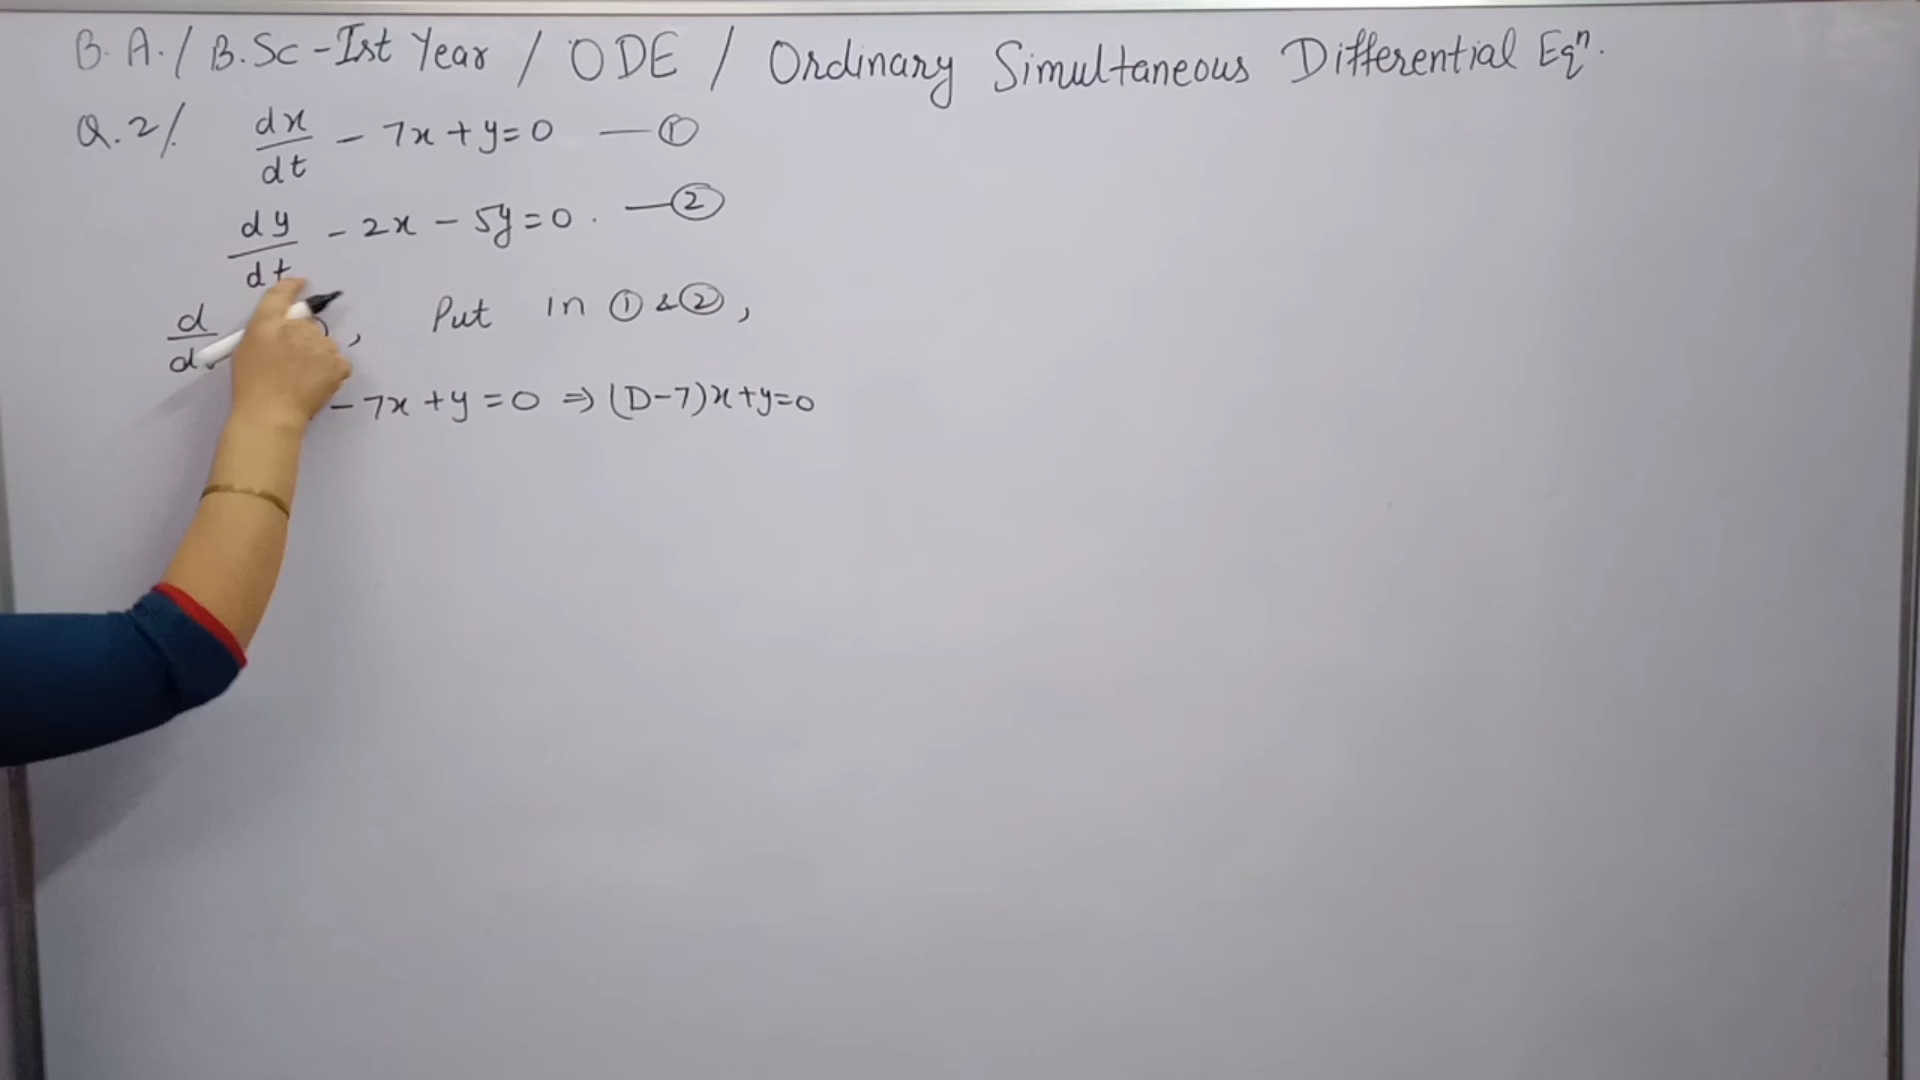 B.A./B.Sc-Ist Year / ODE / Ordinary Simultaneous Differential Eqⁿ.
Q.2/. dx/dt - 7x + y = 0 — ①
dy/dt - 2x - 5y = 0. — ②
d/d , Put in ① & ②,
- 7x + y = 0 ⇒ (D-7)x + y = 0